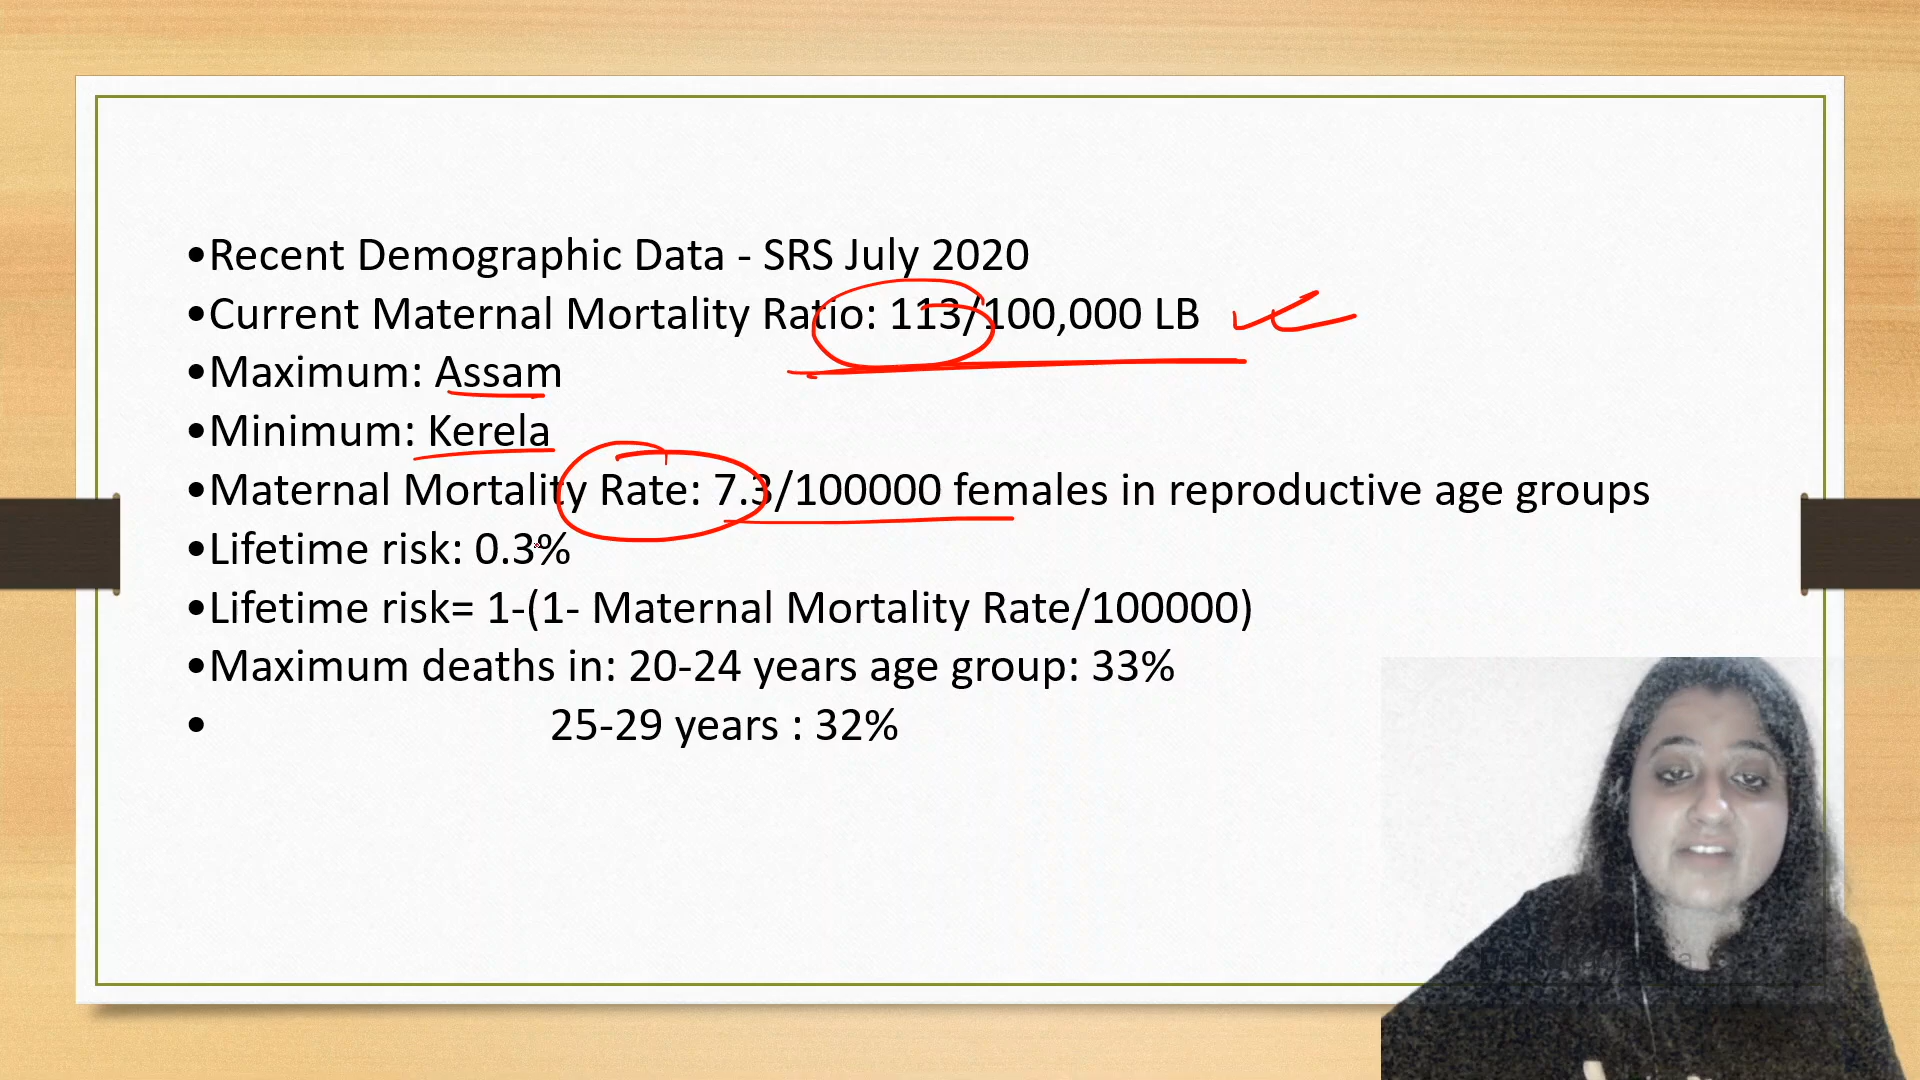 •Recent Demographic Data - SRS July 2020
•Current Maternal Mortality Ratio: 113/100,000 LB
•Maximum: Assam
•Minimum: Kerela
•Maternal Mortality Rate: 7.3/100000 females in reproductive age groups
•Lifetime risk: 0.3%
•Lifetime risk= 1-(1- Maternal Mortality Rate/100000)
•Maximum deaths in: 20-24 years age group: 33%
• 25-29 years : 32%